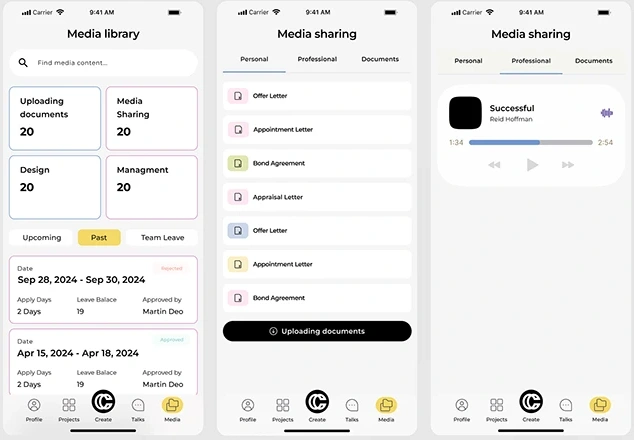 Carrier 9:41 AM
Media library
Find media content...
Uploading documents
20
Media Sharing
20
Design
20
Managment
20
Upcoming Past Team Leave
Date Rejected
Sep 28, 2024 - Sep 30, 2024
Apply Days Leave Balace Approved by
2 Days 19 Martin Deo
Date Approved
Apr 15, 2024 - Apr 18, 2024
Apply Days Leave Balace Approved by
2 Days 19 Martin Deo
Profile Projects Create Talks Media
Carrier 9:41 AM
Media sharing
Personal Professional Documents
Offer Letter
Appointment Letter
Bond Agreement
Appraisal Letter
Offer Letter
Appointment Letter
Bond Agreement
Uploading documents
Profile Projects Create Talks Media
Carrier 9:41 AM
Media sharing
Personal Professional Documents
Successful
Reid Hoffman
1:34 2:54
Profile Projects Create Talks Media